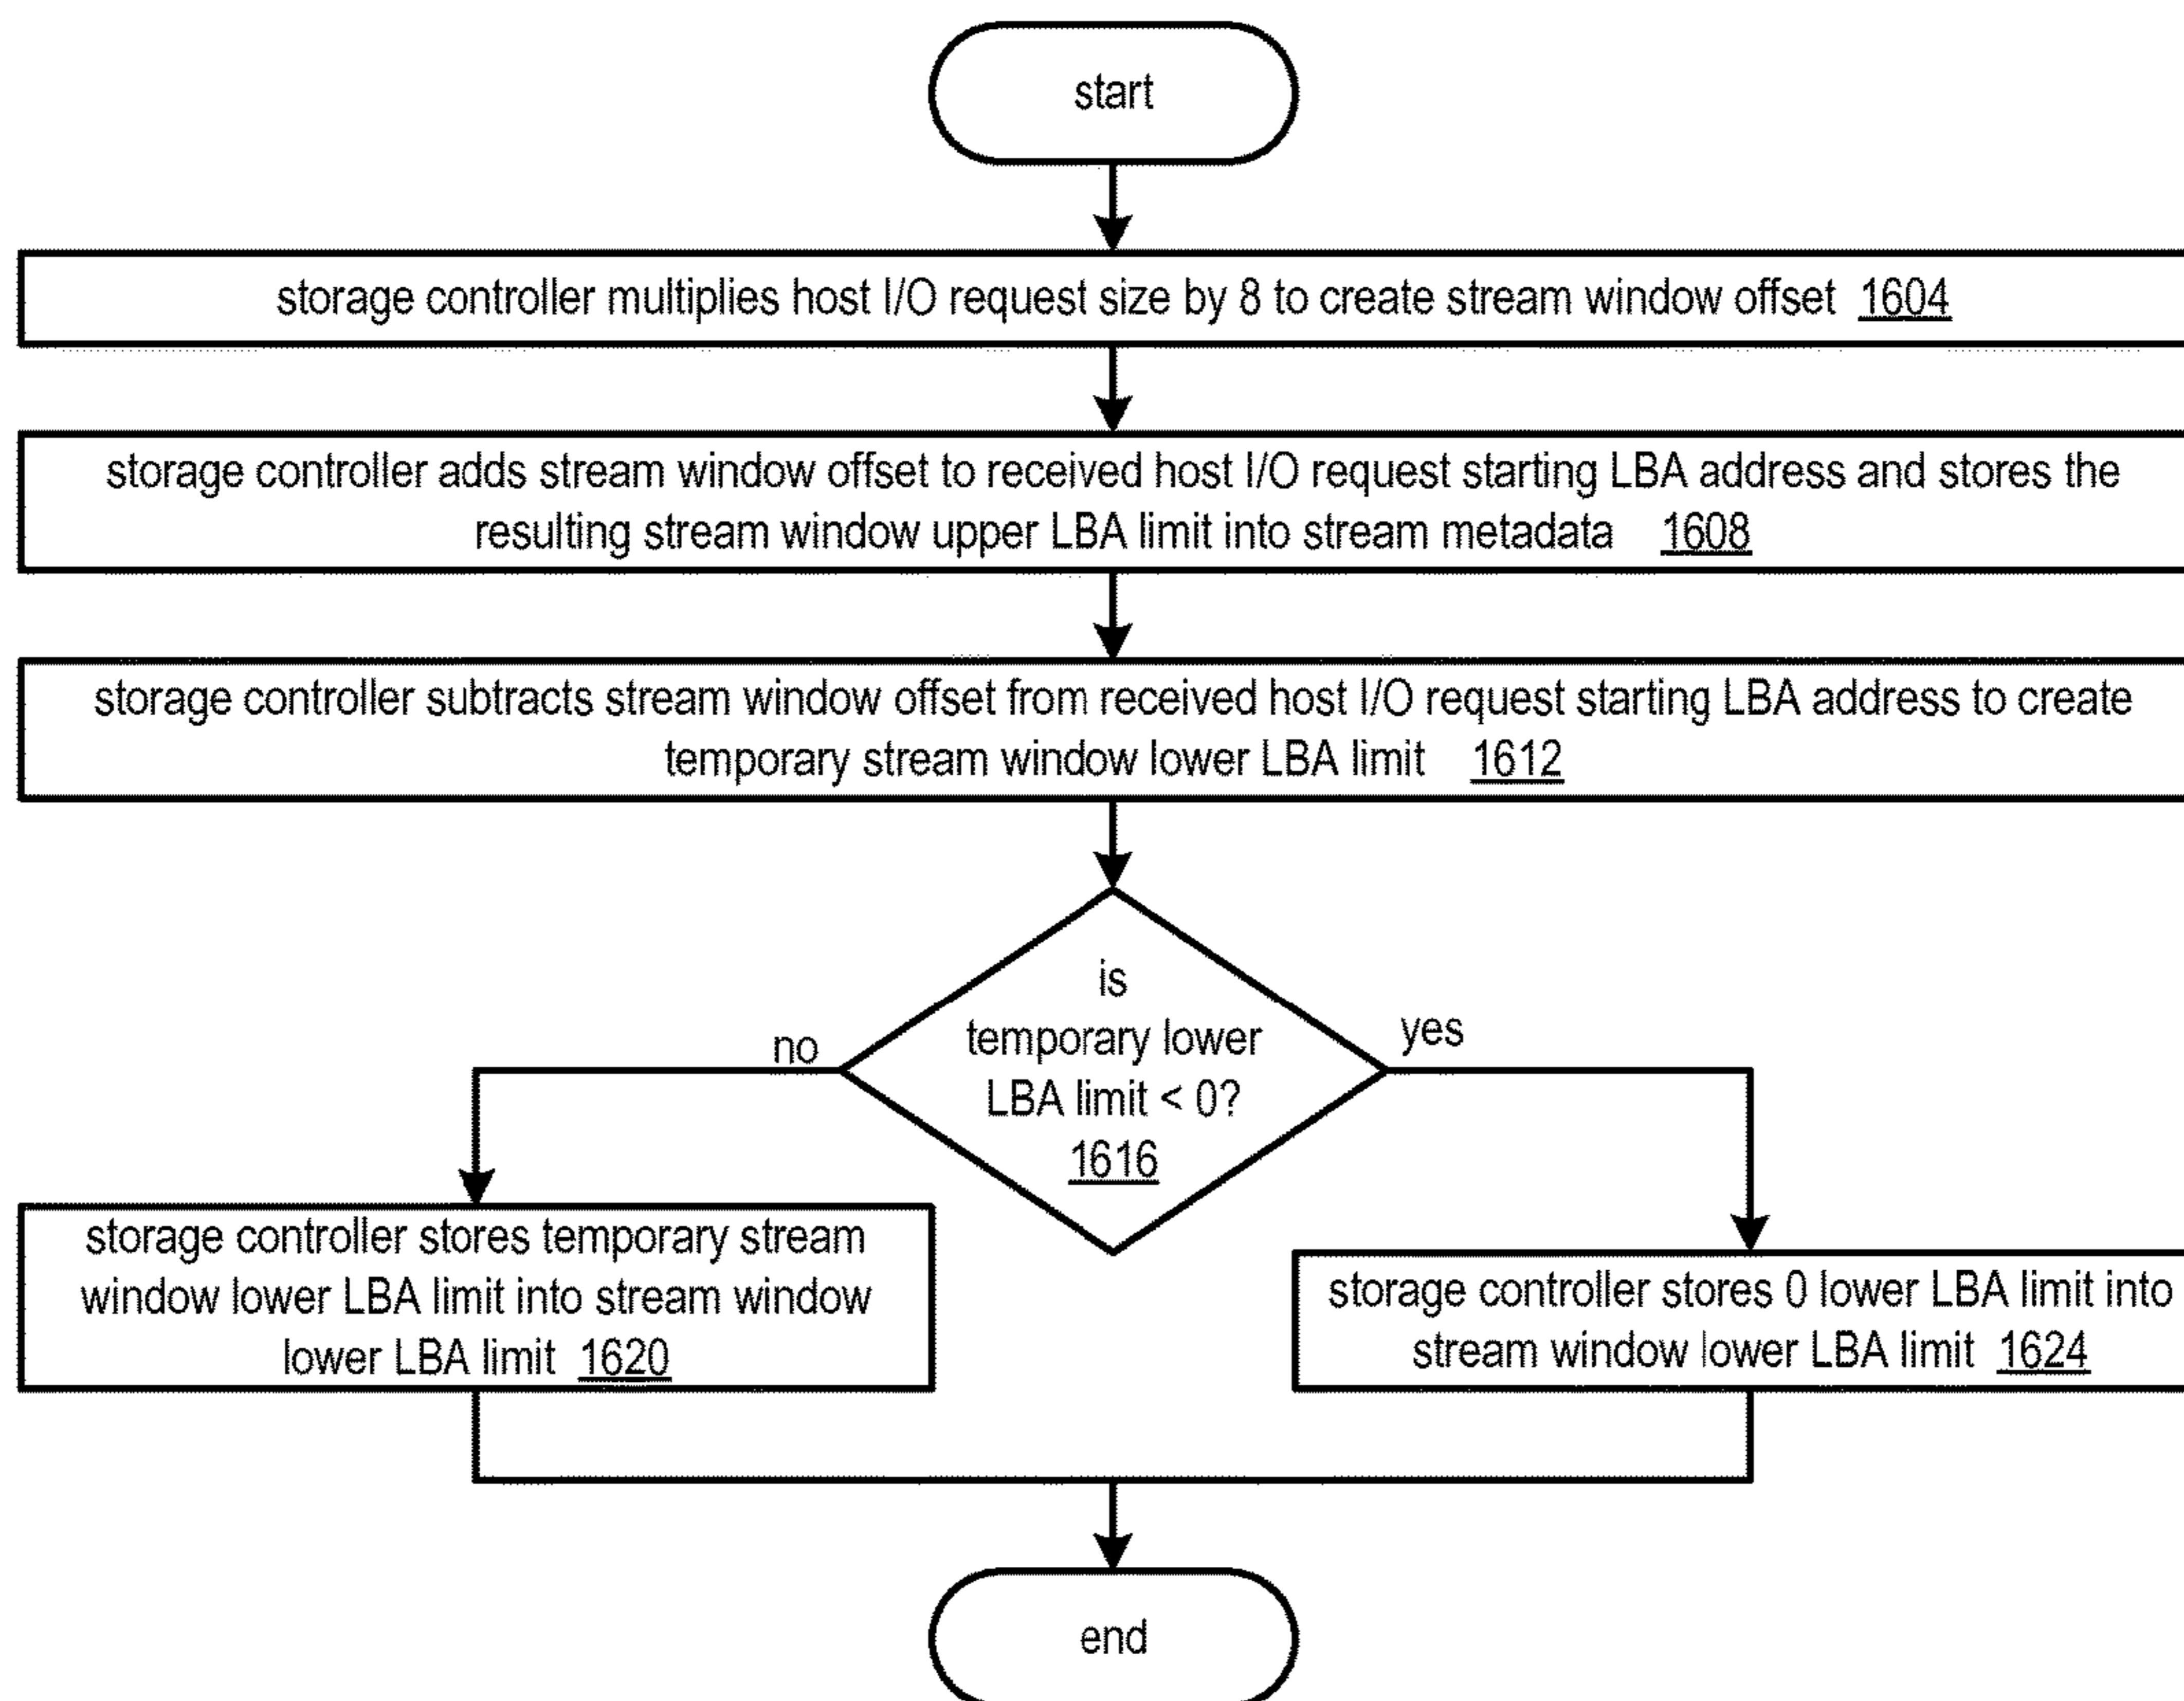 start
storage controller multiplies host I/O request size by 8 to create stream window offset 1604
storage controller adds stream window offset to received host I/O request starting LBA address and stores the
resulting stream window upper LBA limit into stream metadata 1608
storage controller subtracts stream window offset from received host I/O request starting LBA address to create
temporary stream window lower LBA limit 1612
is
temporary lower
LBA limit < 0?
1616
no
yes
storage controller stores temporary stream
window lower LBA limit into stream window
lower LBA limit 1620
storage controller stores 0 lower LBA limit into
stream window lower LBA limit 1624
end